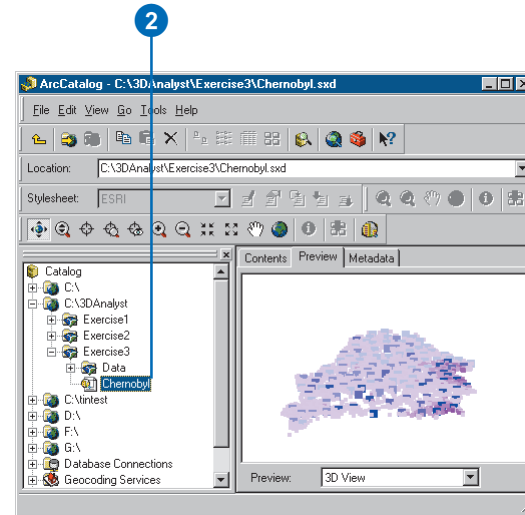 2
ArcCatalog - C:\3DAnalyst\Exercise3\Chernobyl.sxd
File Edit View Go Tools Help
Location: C:\3DAnalyst\Exercise3\Chernobyl.sxd
Stylesheet: ESRI
Contents Preview Metadata
Catalog
C:\
C:\3DAnalyst
Exercise1
Exercise2
Exercise3
Data
Chernobyl
C:\tintest
D:\
F:\
G:\
Database Connections
Geocoding Services
Preview: 3D View